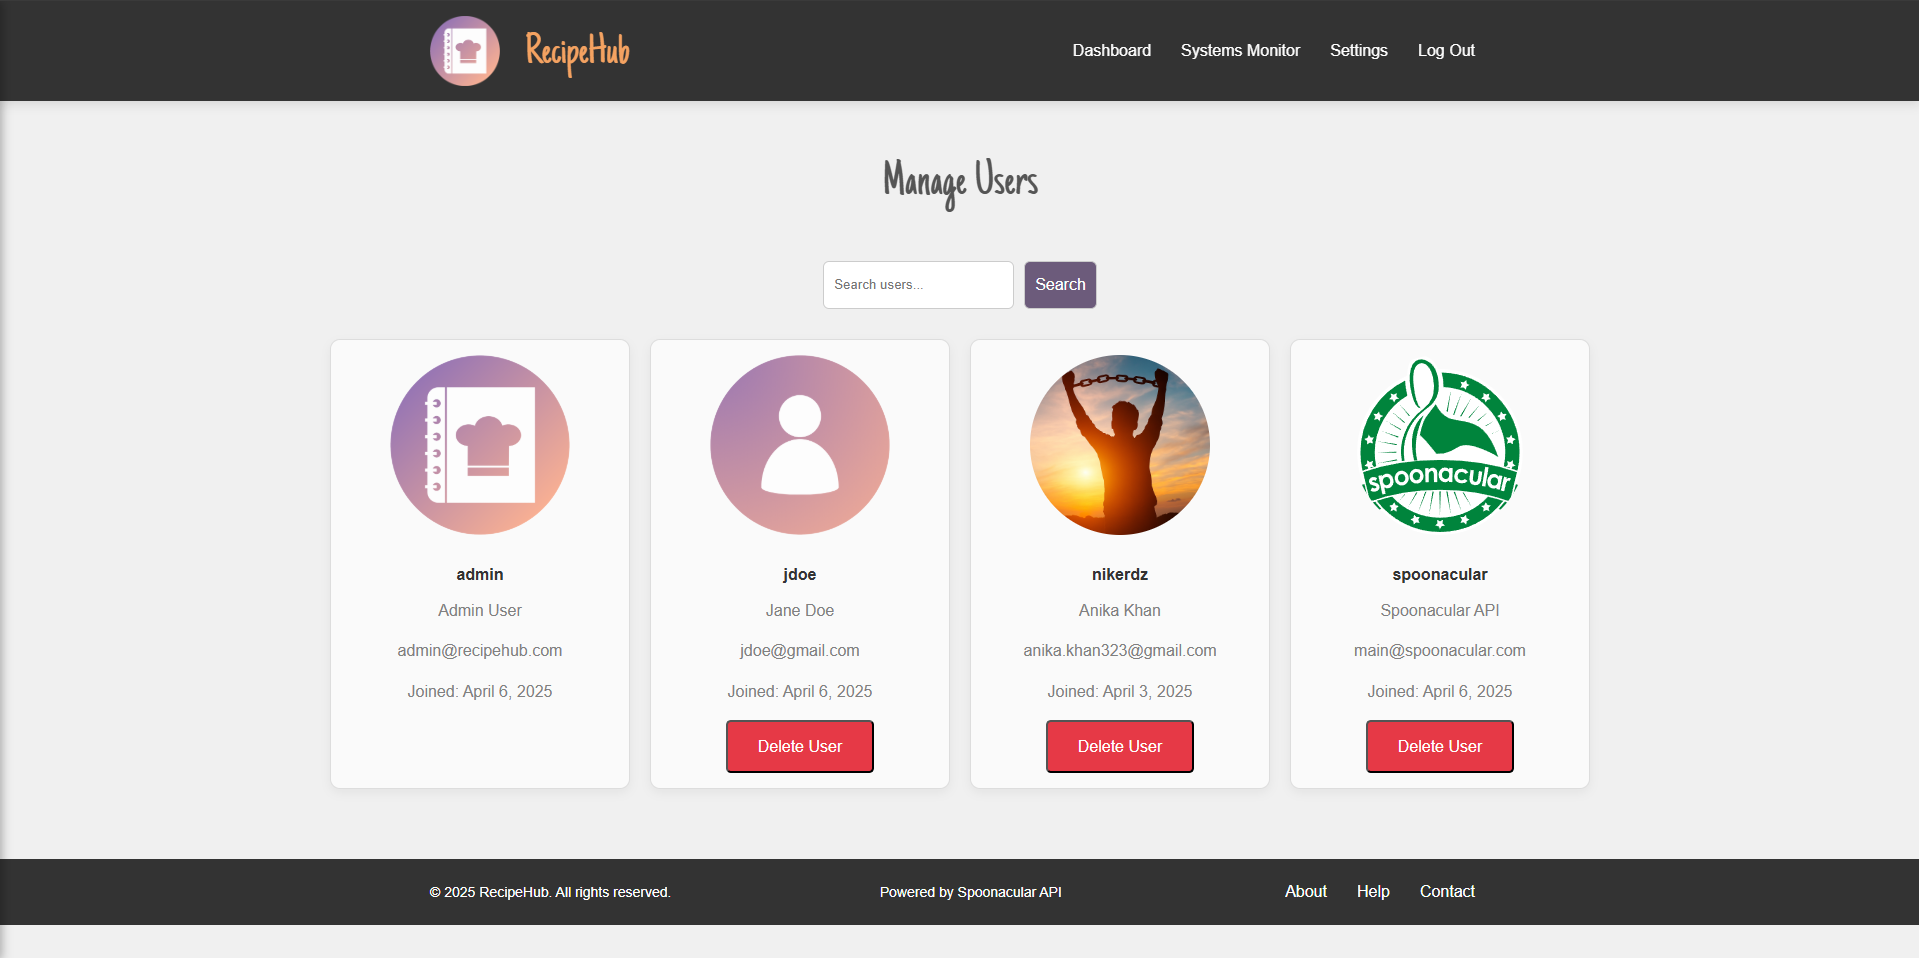 RecipeHub
Dashboard Systems Monitor Settings Log Out
Manage Users
Search users... Search
spoonacular
admin jdoe nikerdz spoonacular
Admin User Jane Doe Anika Khan Spoonacular API
admin@recipehub.com jdoe@gmail.com anika.khan323@gmail.com main@spoonacular.com
Joined: April 6, 2025 Joined: April 6, 2025 Joined: April 3, 2025 Joined: April 6, 2025
Delete User Delete User Delete User
© 2025 RecipeHub. All rights reserved. Powered by Spoonacular API About Help Contact